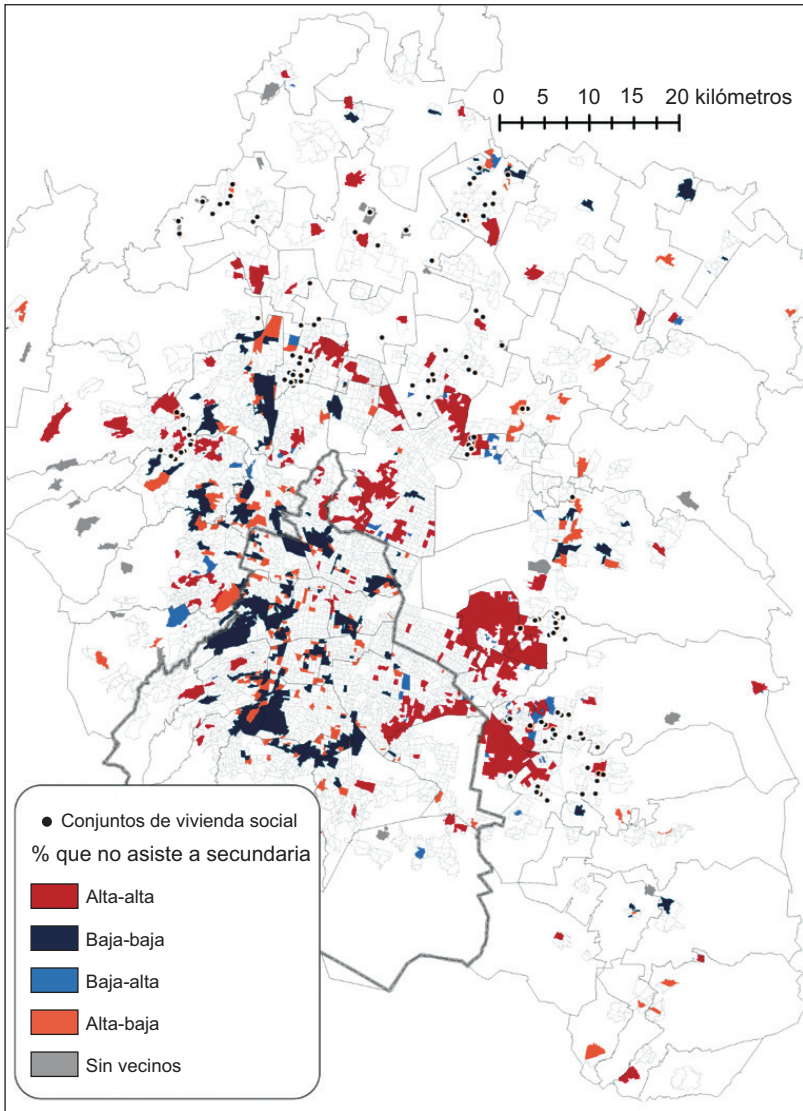 0 5 10 15 20 kilómetros
Conjuntos de vivienda social
% que no asiste a secundaria
Alta-alta
Baja-baja
Baja-alta
Alta-baja
Sin vecinos